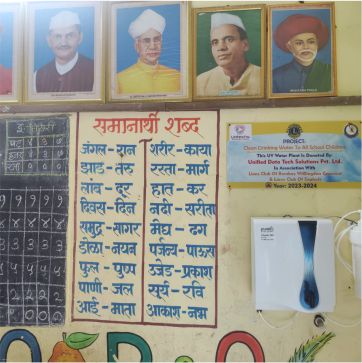 समानार्थी शब्द
जंगल - रान
झाड - तरु
लांब - दूर
दिवस - दिन
समुद्र - सागर
डोळा - नयन
फुल - पुष्प
पाणी - जल
आई - माता
शरीर - काया
रस्ता - मार्ग
हात - कर
नदी - सरीता
मेघ - ढग
पर्जन्य - पाऊस
उजेड - प्रकाश
सूर्य - रवि
आकाश - नभ
PROJECT:
Clean Drinking Water To All School Children
This UV Water Plant Is Donated By
Unified Data Tech Solutions Pvt. Ltd.
In Association With
Year: 2023-2024